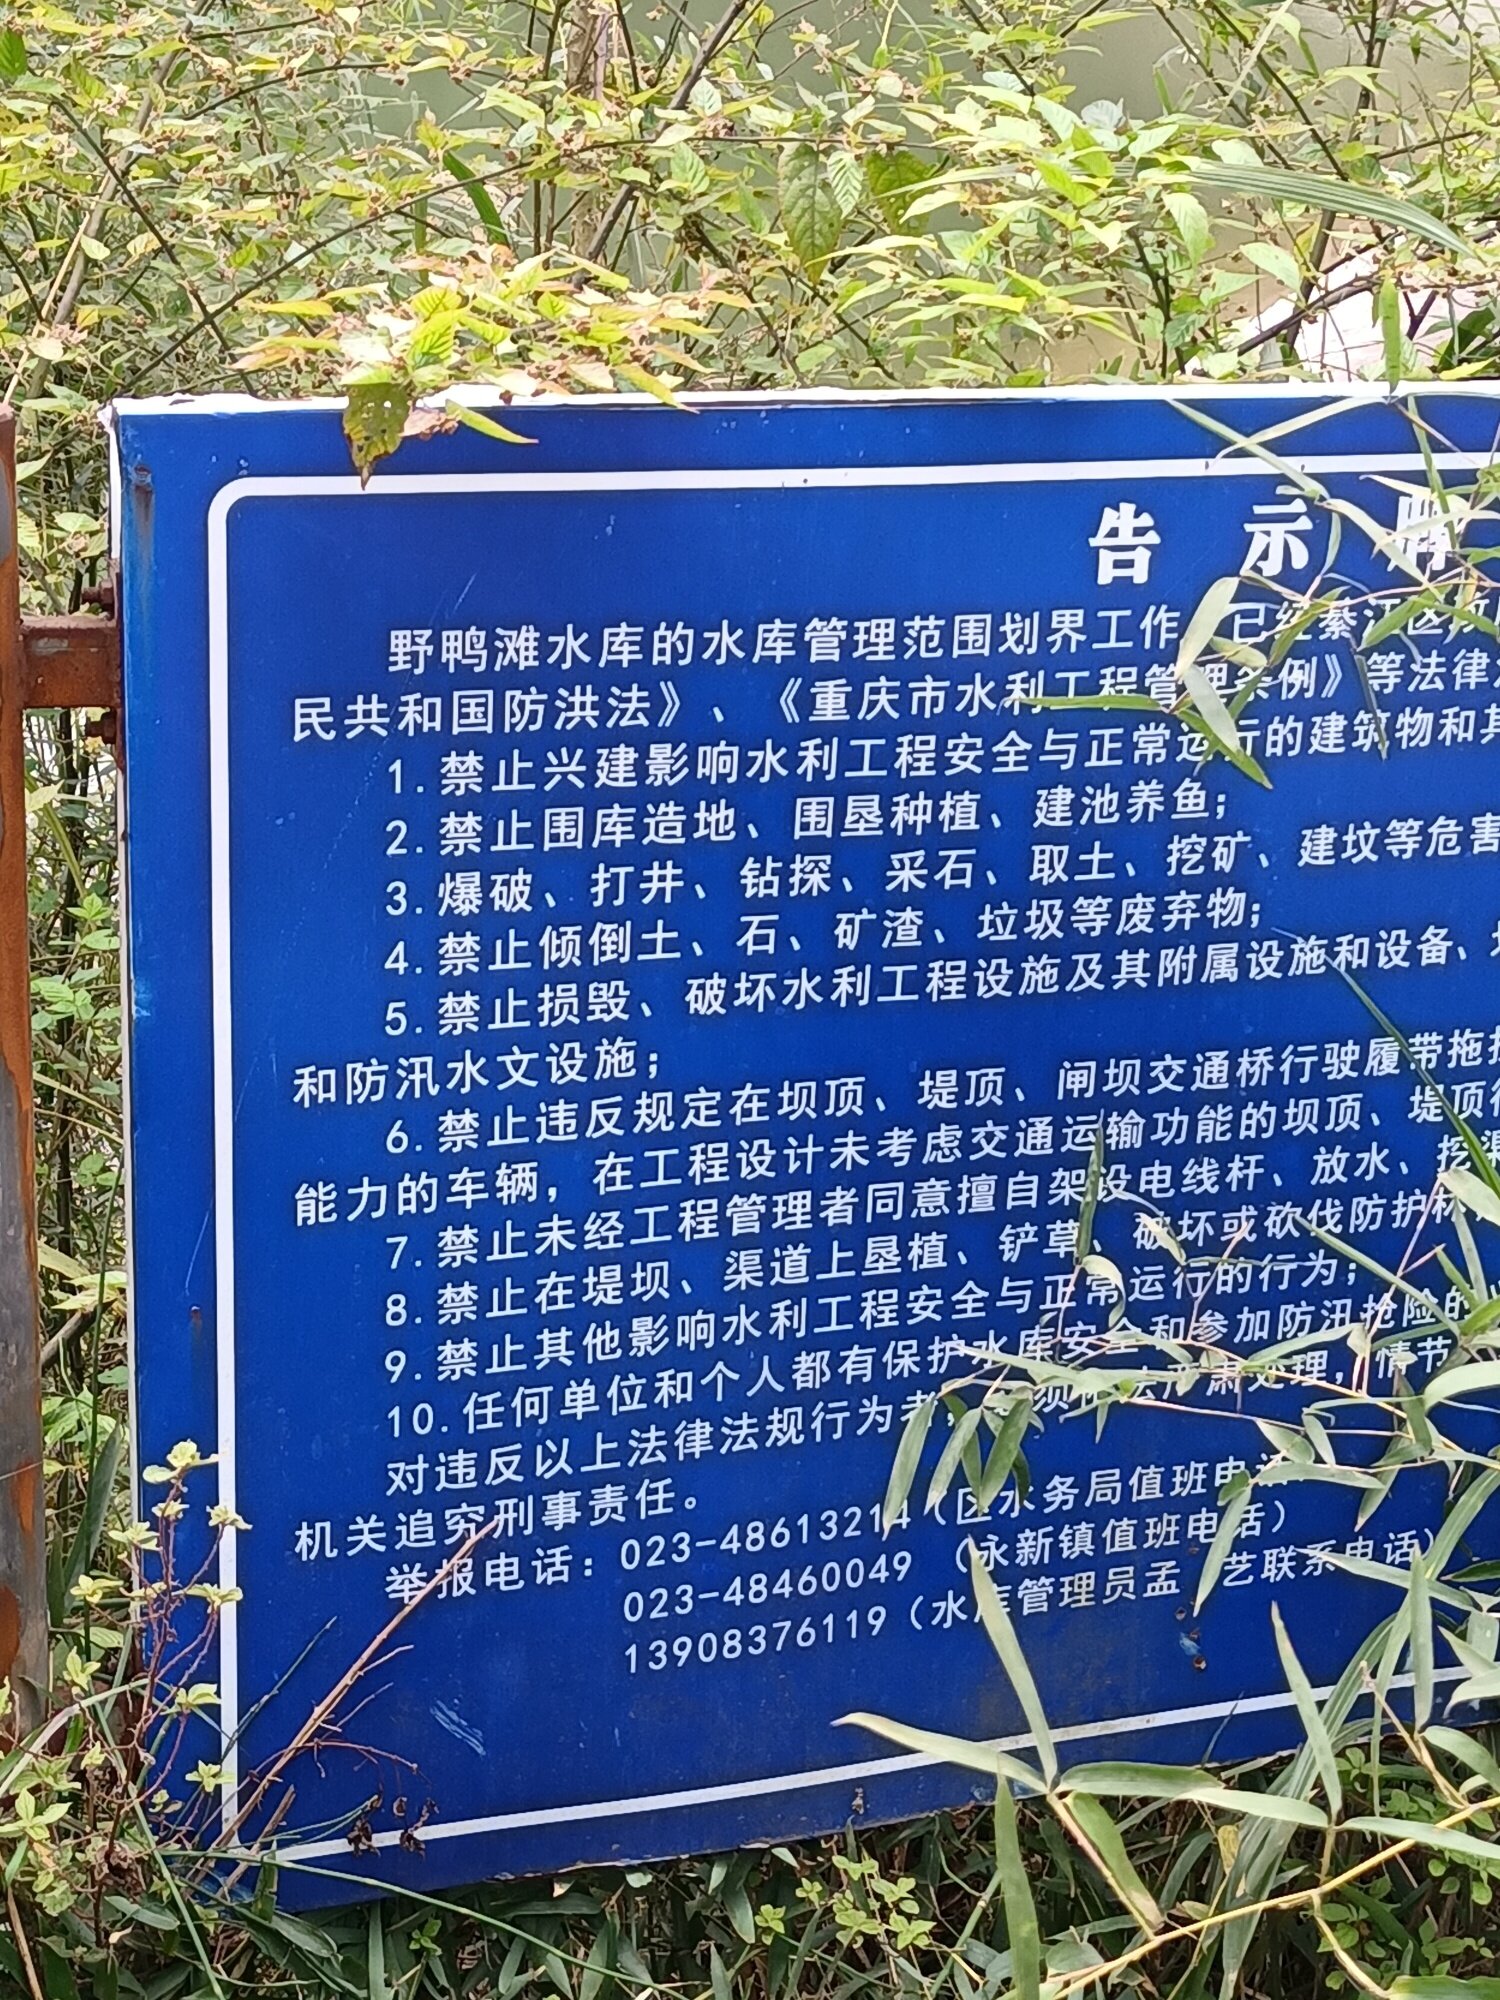 告示牌
野鸭滩水库的水库管理范围划界工作，已经綦江区政
民共和国防洪法》、《重庆市水利工程管理条例》等法律
1.禁止兴建影响水利工程安全与正常运行的建筑物和其
2.禁止围库造地、围垦种植、建池养鱼；
3.爆破、打井、钻探、采石、取土、挖矿、建坟等危害
4.禁止倾倒土、石、矿渣、垃圾等废弃物；
5.禁止损毁、破坏水利工程设施及其附属设施和设备、
和防汛水文设施；
6.禁止违反规定在坝顶、堤顶、闸坝交通桥行驶履带拖
能力的车辆，在工程设计未考虑交通运输功能的坝顶、堤顶
7.禁止未经工程管理者同意擅自架设电线杆、放水、挖渠
8.禁止在堤坝、渠道上垦植、铲草、破坏或砍伐防护林
9.禁止其他影响水利工程安全与正常运行的行为；
10.任何单位和个人都有保护水库安全和参加防汛抢险的
对违反以上法律法规行为者，须严肃处理，情节
机关追究刑事责任。
举报电话：023-48613214（区水务局值班电话
023-48460049（永新镇值班电话）
13908376119（水库管理员孟 艺联系电话）